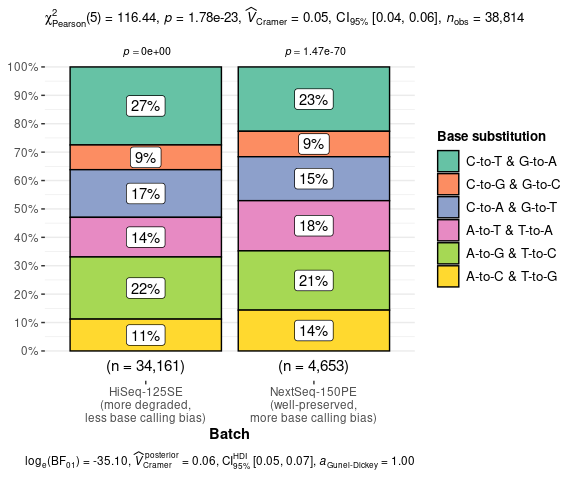 χ²Pearson(5) = 116.44, p = 1.78e-23, V̂Cramer = 0.05, CI95% [0.04, 0.06], nobs = 38,814
p = 0e+00 p = 1.47e-70
100%
90%
80%
70%
60%
50%
40%
30%
20%
10%
0%
27%
9%
17%
14%
22%
11%
23%
9%
15%
18%
21%
14%
Base substitution
C-to-T & G-to-A
C-to-G & G-to-C
C-to-A & G-to-T
A-to-T & T-to-A
A-to-G & T-to-C
A-to-C & T-to-G
(n = 34,161)
(n = 4,653)
HiSeq-125SE
(more degraded,
less base calling bias)
NextSeq-150PE
(well-preserved,
more base calling bias)
Batch
loge(BF01) = -35.10, V̂posteriorCramer = 0.06, CIHDI95% [0.05, 0.07], aGunel-Dickey = 1.00